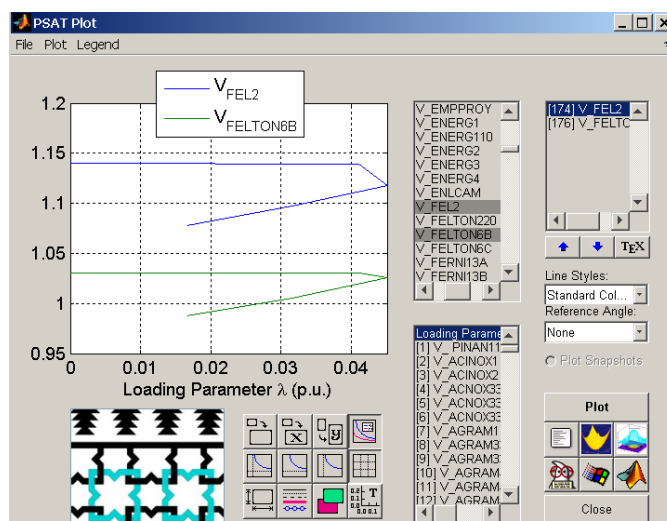 PSAT Plot
File Plot Legend
V_FEL2
V_FELTON6B
1.2
1.15
1.1
1.05
1
0.95
0
0.01
0.02
0.03
0.04
Loading Parameter λ (p.u.)
V_EMPPROY
V_ENERG1
V_ENERG110
V_ENERG2
V_ENERG3
V_ENERG4
V_ENLCAM
V_FEL2
V_FELTON220
V_FELTON6B
V_FELTON6C
V_FERNI13A
V_FERNI13B
[174] V_FEL2
[176] V_FELTC
TEX
Line Styles:
Standard Col...
Reference Angle:
None
Plot Snapshots
Loading Parame
[1] V_PINAN11
[2] V_ACINOX1
[3] V_ACINOX2
[4] V_ACNOX33
[5] V_ACNOX33
[6] V_ACNOX33
[7] V_AGRAM1
[8] V_AGRAM3
[9] V_AGRAM3
[10] V_AGRAM
[11] V_AGRAM
[12] V_AGRAM
Plot
Close
x
y
T